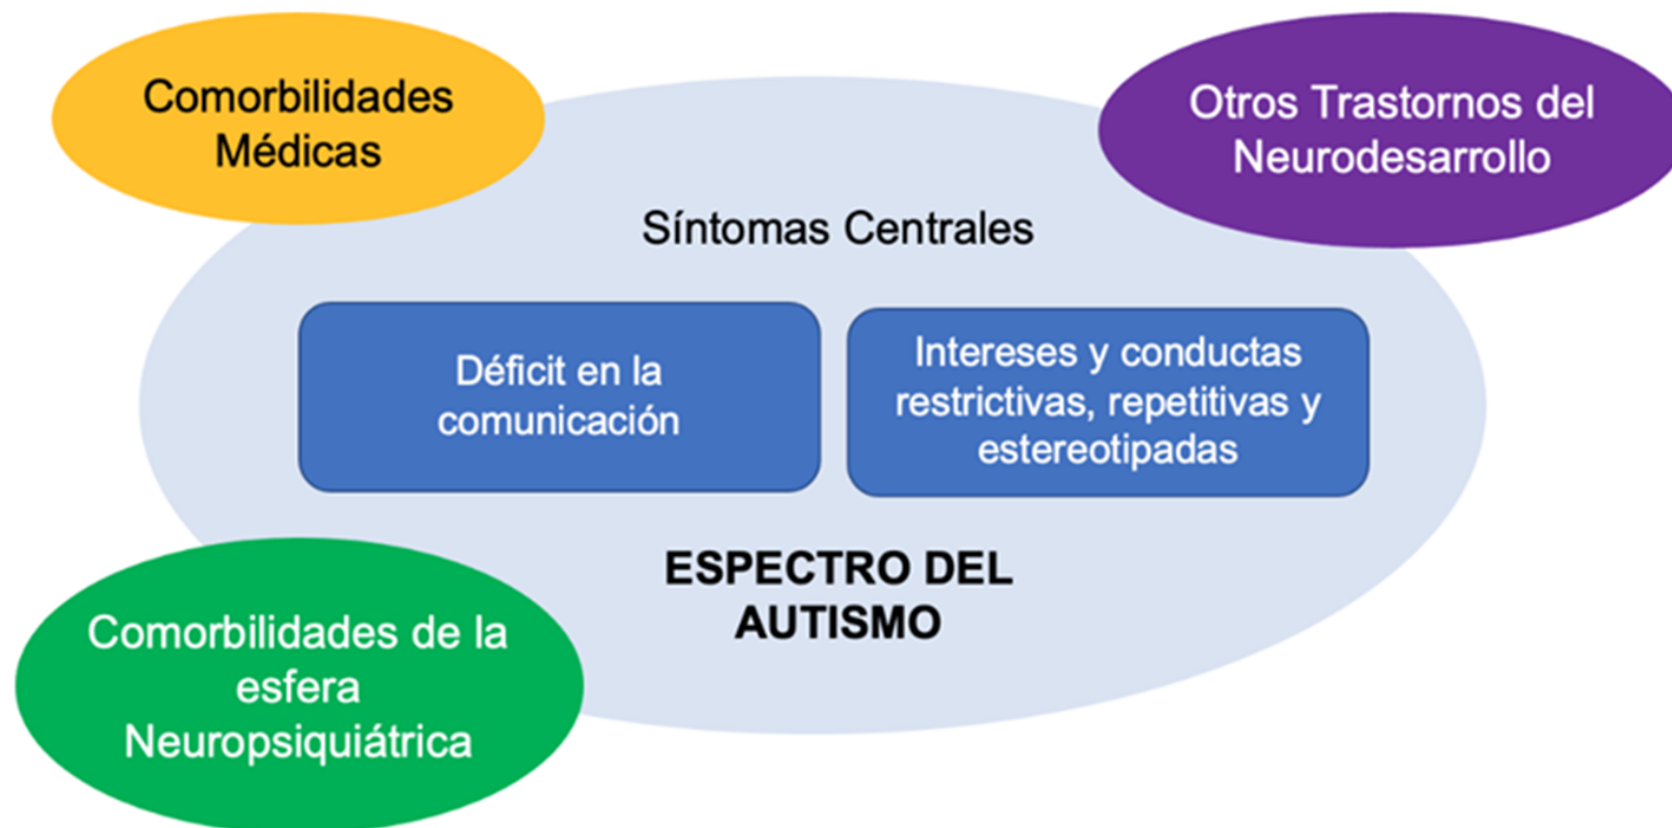 Comorbilidades
Médicas
Otros Trastornos del
Neurodesarrollo
Síntomas Centrales
Déficit en la
comunicación
Intereses y conductas
restrictivas, repetitivas y
estereotipadas
ESPECTRO DEL
AUTISMO
Comorbilidades de la
esfera
Neuropsiquiátrica